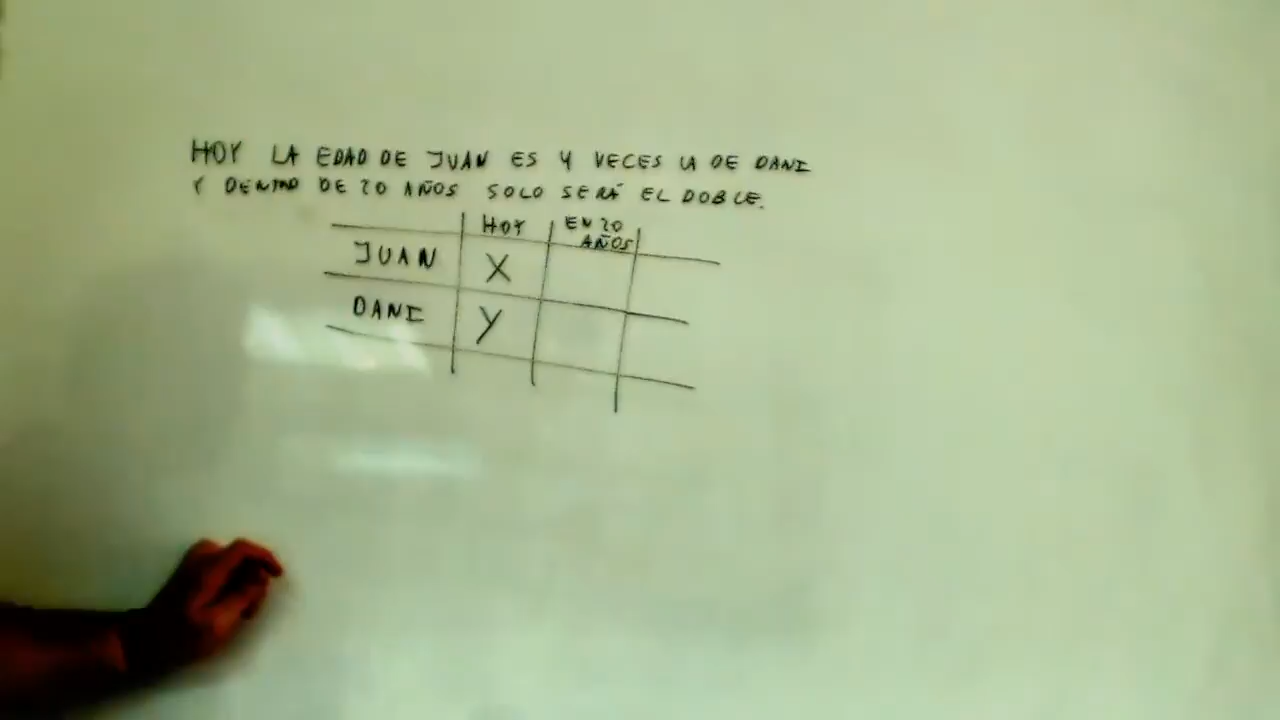 HOY LA EDAD DE JUAN ES 4 VECES LA DE DANI
Y DENTRO DE 20 AÑOS SOLO SERÁ EL DOBLE.
HOY EN 20
AÑOS
JUAN X
DANI Y